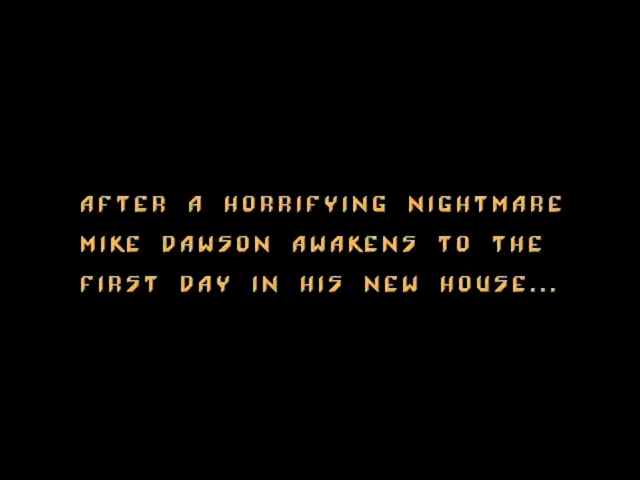 AFTER A HORRIFYING NIGHTMARE
MIKE DAWSON AWAKENS TO THE
FIRST DAY IN HIS NEW HOUSE...